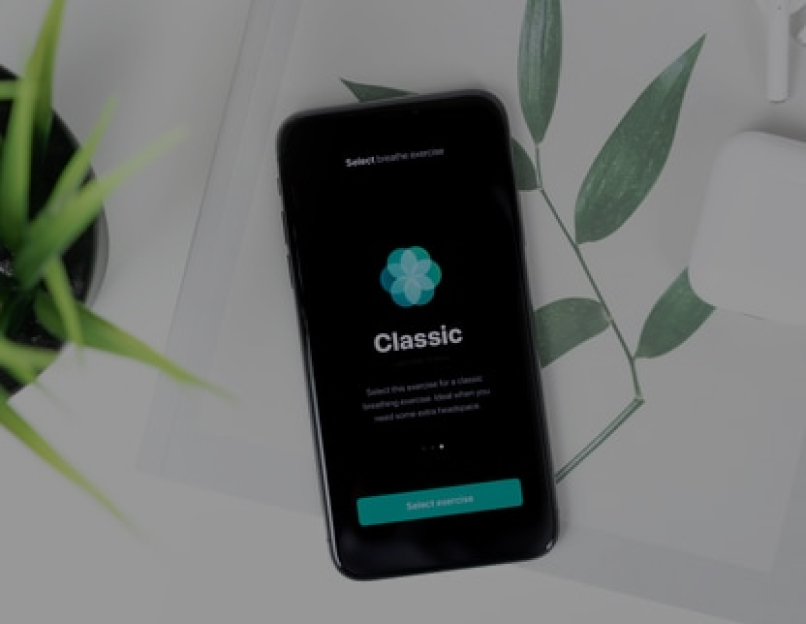 Select breathe exercise
Classic
Select this exercise for a classic
breathing exercise. Ideal when you
need some extra headspace.
Select exercise